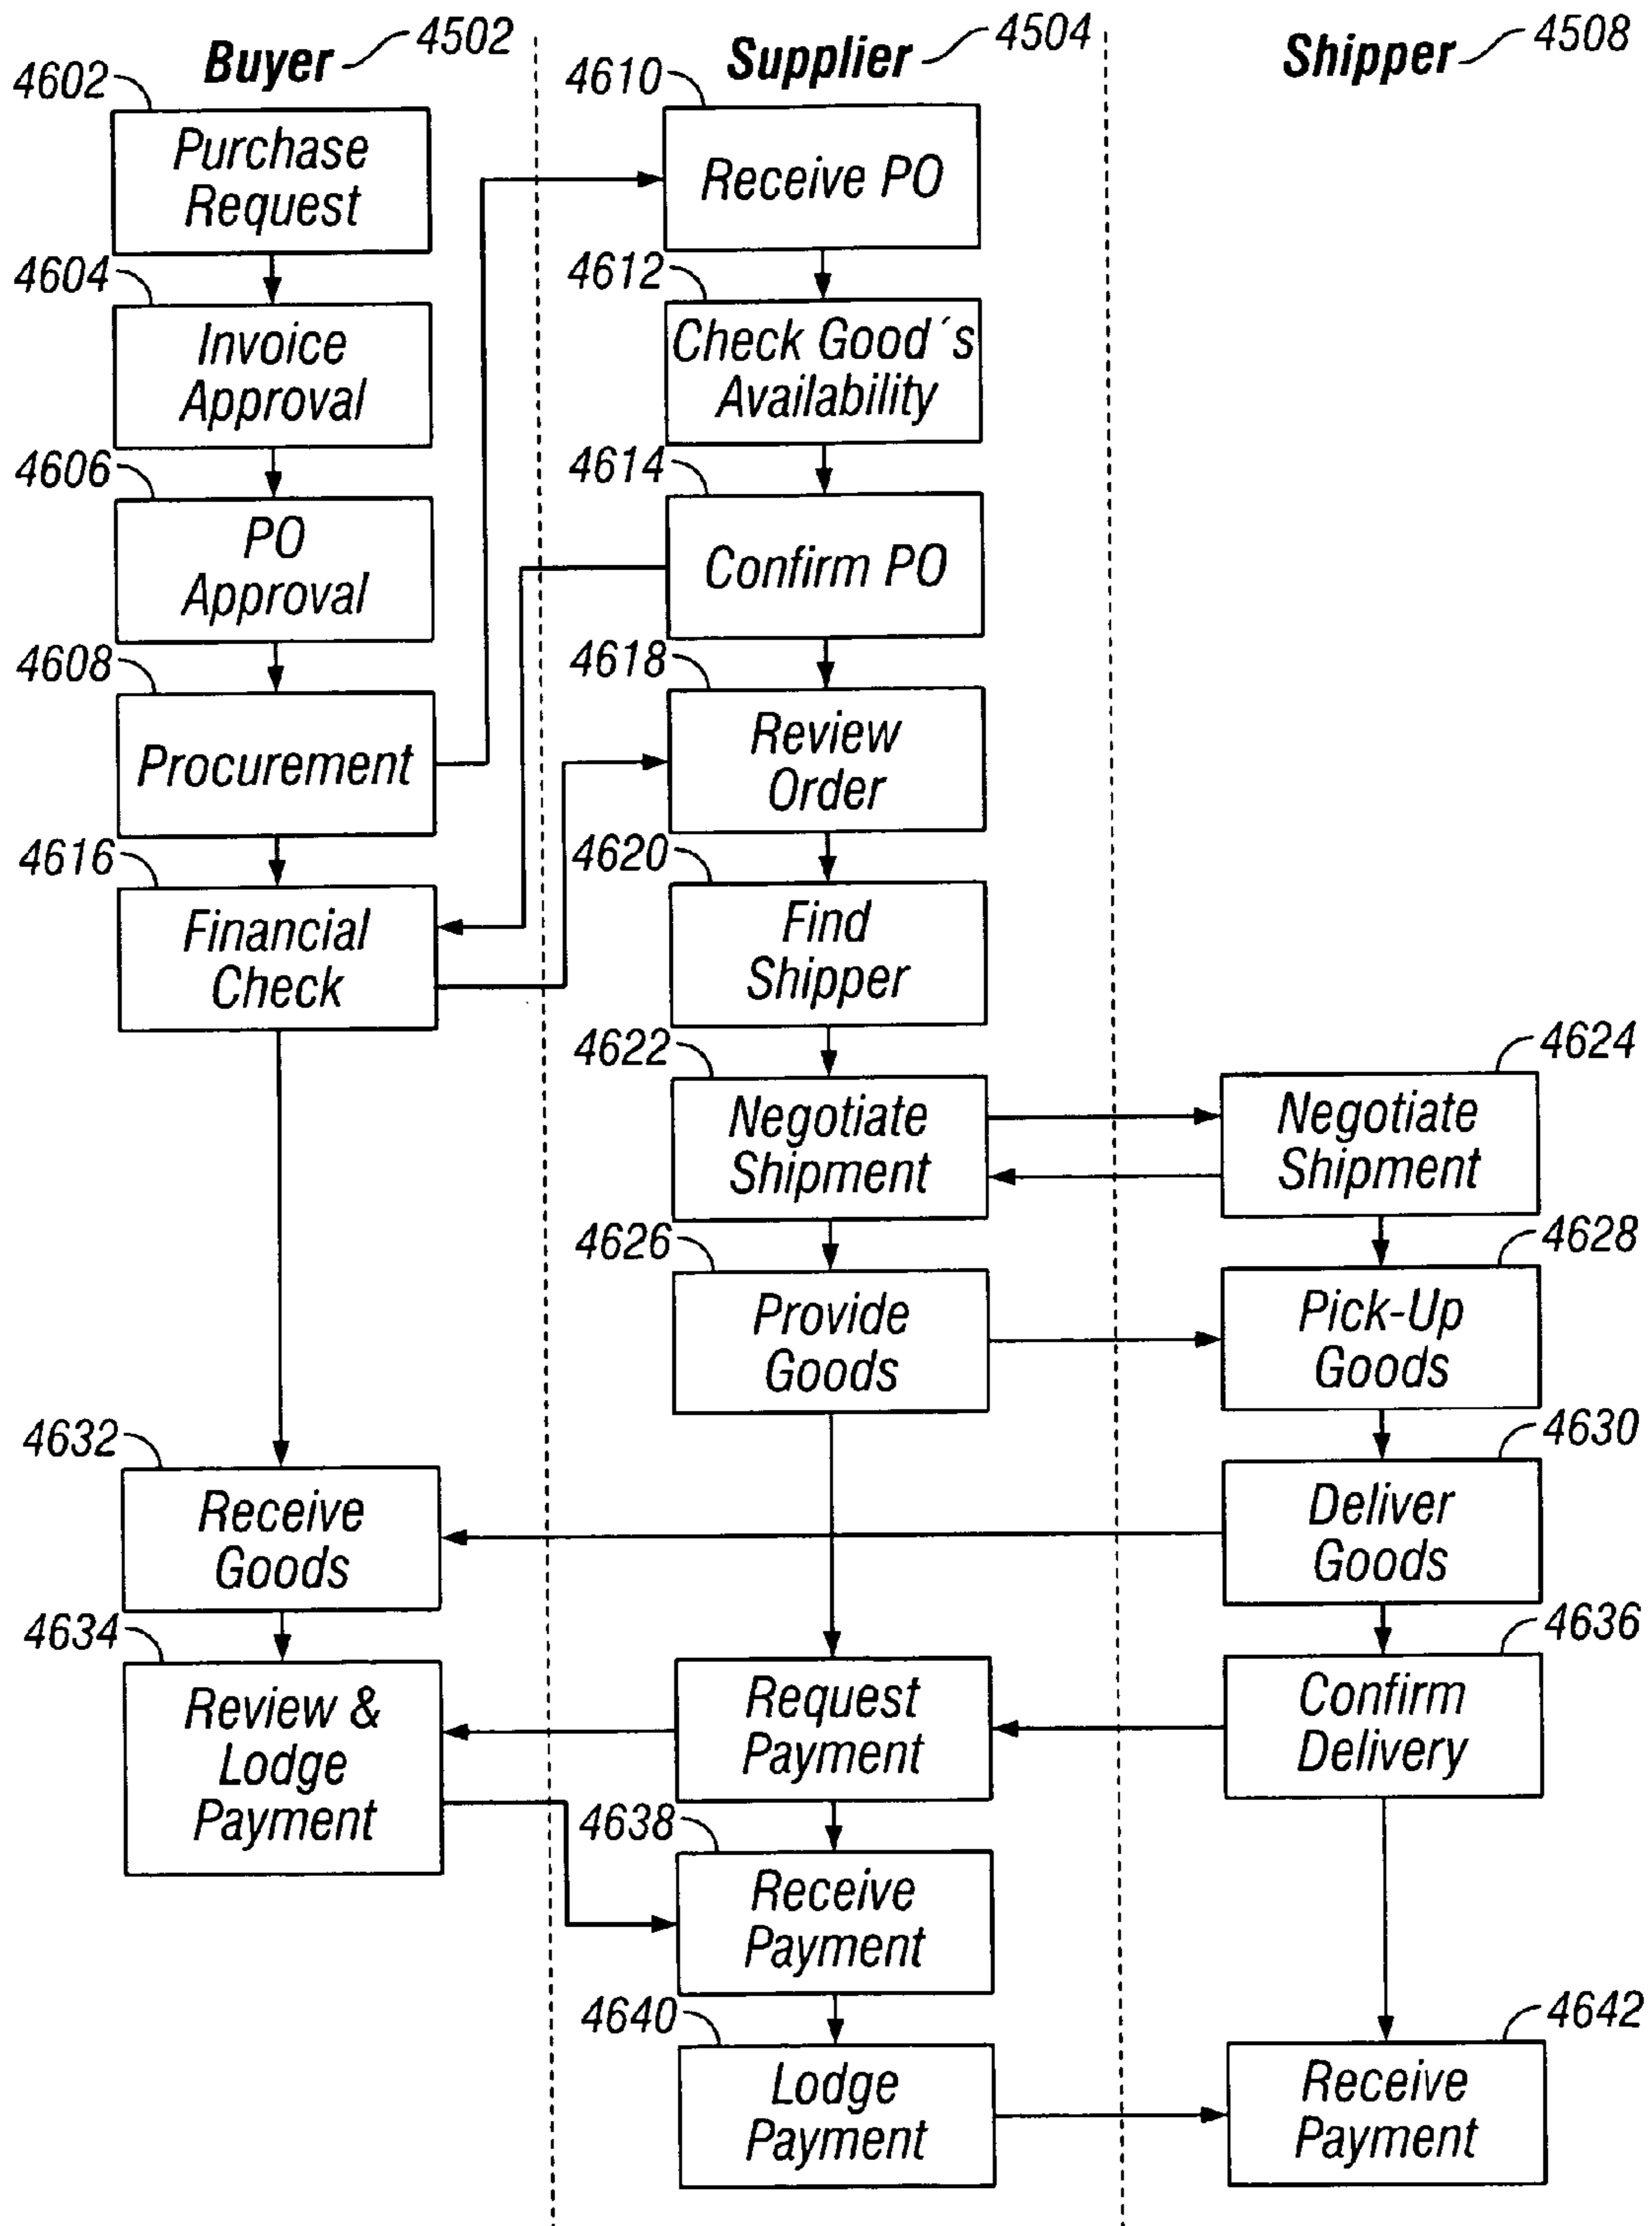 Buyer 4502
4602
Purchase
Request
4604
Invoice
Approval
4606
PO
Approval
4608
Procurement
4616
Financial
Check
4632
Receive
Goods
4634
Review &
Lodge
Payment
Supplier 4504
4610
Receive PO
4612
Check Good´s
Availability
4614
Confirm PO
4618
Review
Order
4620
Find
Shipper
4622
Negotiate
Shipment
4626
Provide
Goods
Request
Payment
4638
Receive
Payment
4640
Lodge
Payment
Shipper 4508
4624
Negotiate
Shipment
4628
Pick-Up
Goods
4630
Deliver
Goods
4636
Confirm
Delivery
4642
Receive
Payment